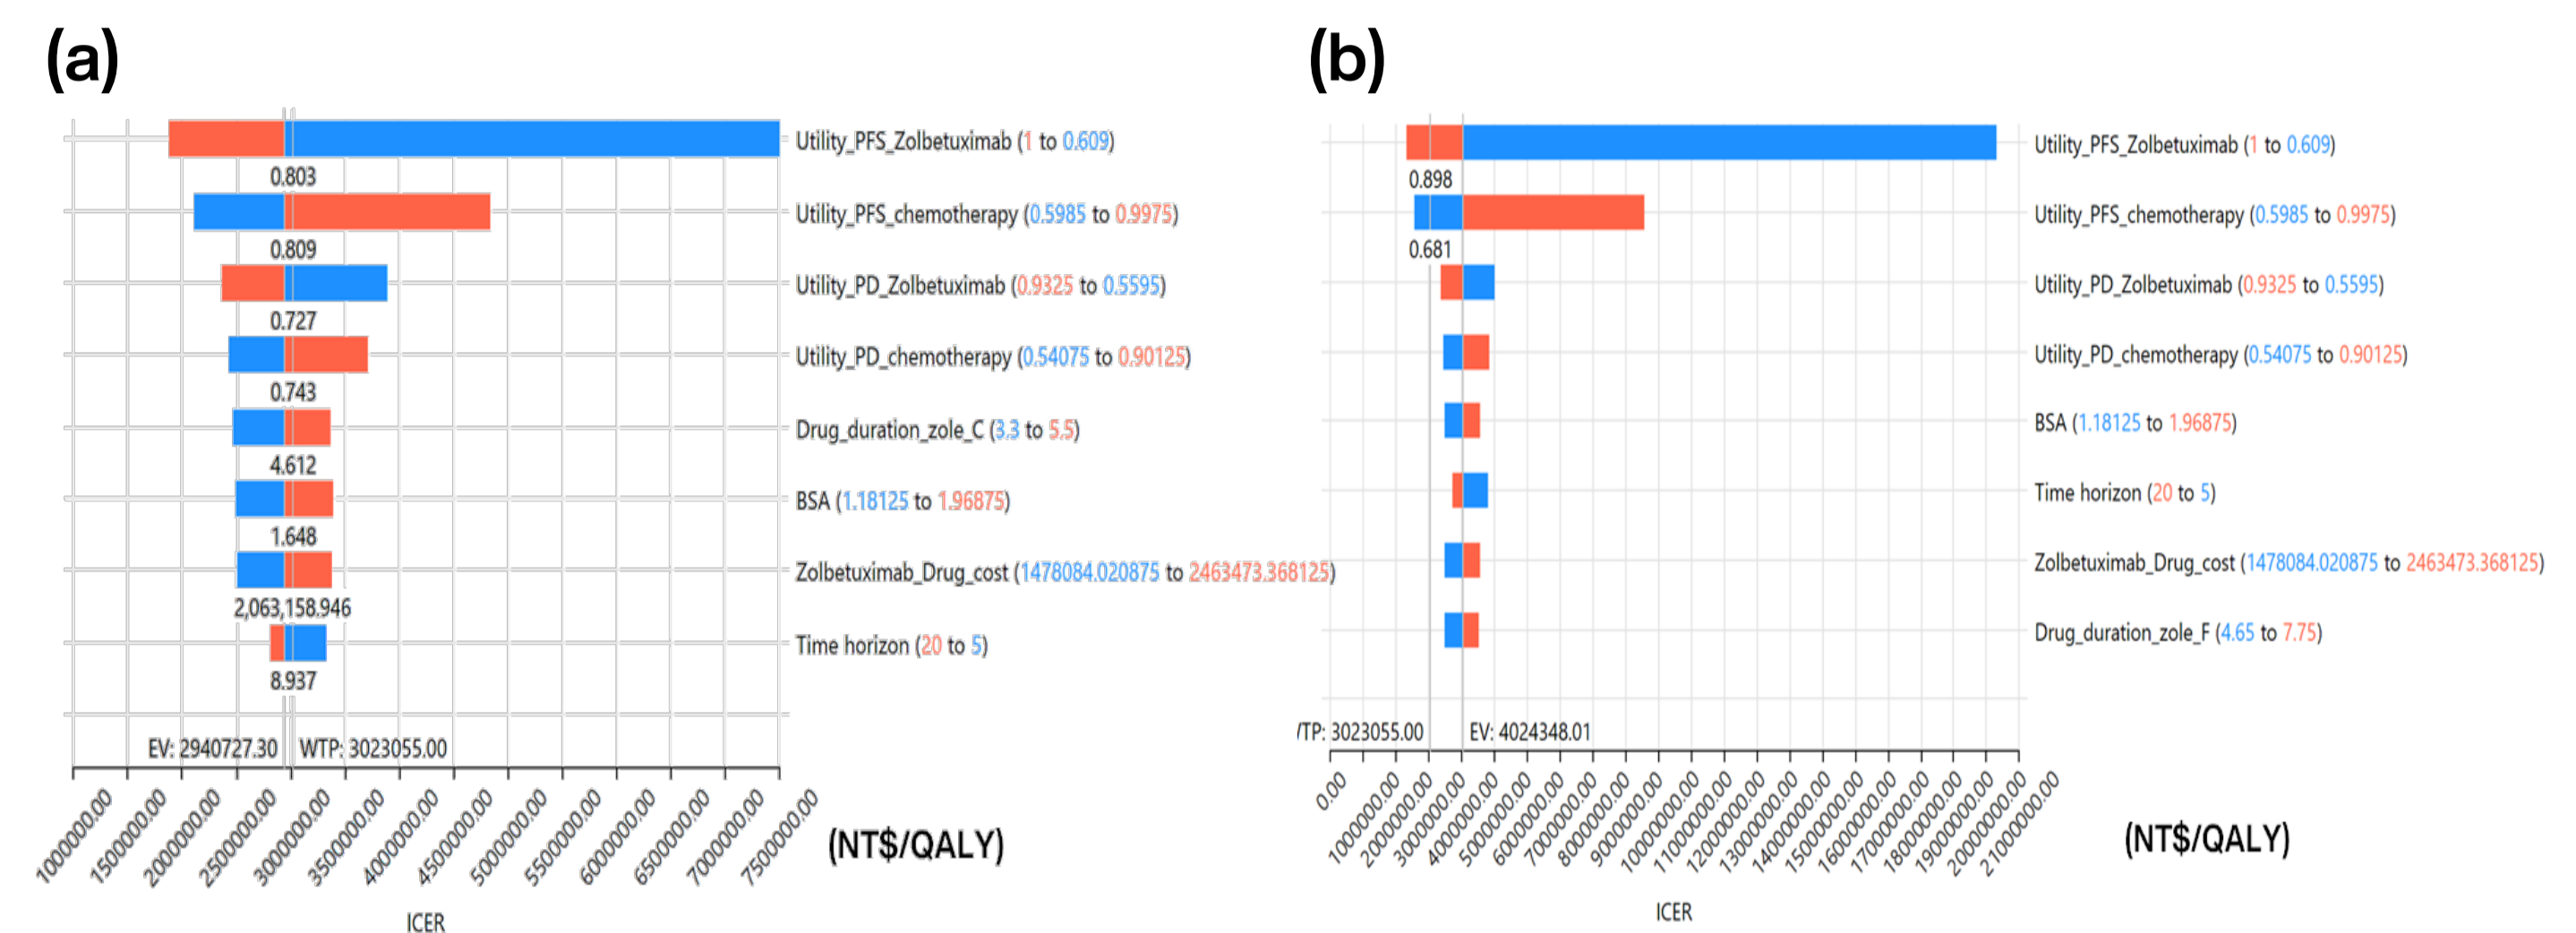 (a)
Utility_PFS_Zolbetuximab (1 to 0.609)
0.803
Utility_PFS_chemotherapy (0.5985 to 0.9975)
0.809
Utility_PD_Zolbetuximab (0.9325 to 0.5595)
0.727
Utility_PD_chemotherapy (0.54075 to 0.90125)
0.743
Drug_duration_zole_C (3.3 to 5.5)
4.612
BSA (1.18125 to 1.96875)
1.648
Zolbetuximab_Drug_cost (1478084.020875 to 2463473.368125)
2,063,158.946
Time horizon (20 to 5)
8.937
EV: 2940727.30 WTP: 3023055.00
1000000.00 1500000.00 2000000.00 2500000.00 3000000.00 3500000.00 4000000.00 4500000.00 5000000.00 5500000.00 6000000.00 6500000.00 7000000.00 7500000.00
(NT$/QALY)
ICER
(b)
Utility_PFS_Zolbetuximab (1 to 0.609)
0.898
Utility_PFS_chemotherapy (0.5985 to 0.9975)
0.681
Utility_PD_Zolbetuximab (0.9325 to 0.5595)
Utility_PD_chemotherapy (0.54075 to 0.90125)
BSA (1.18125 to 1.96875)
Time horizon (20 to 5)
Zolbetuximab_Drug_cost (1478084.020875 to 2463473.368125)
Drug_duration_zole_F (4.65 to 7.75)
/TP: 3023055.00 EV: 4024348.01
0.00 1000000.00 2000000.00 3000000.00 4000000.00 5000000.00 6000000.00 7000000.00 8000000.00 9000000.00 10000000.00 11000000.00 12000000.00 13000000.00 14000000.00 15000000.00 16000000.00 17000000.00 18000000.00 19000000.00 20000000.00 21000000.00
(NT$/QALY)
ICER